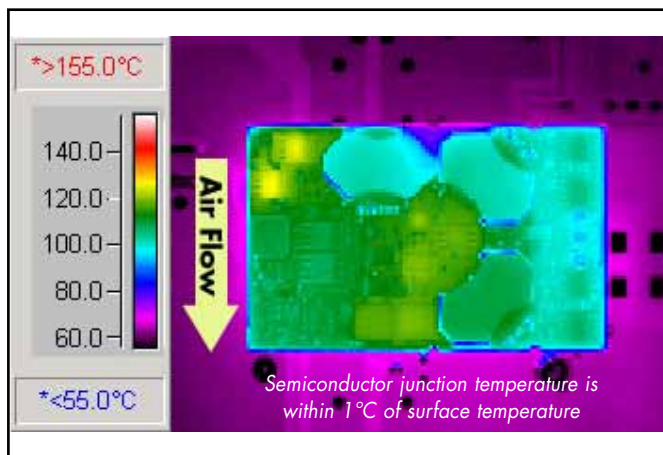 *>155.0°C
140.0
120.0
100.0
80.0
60.0
*<55.0°C
Air Flow
Semiconductor junction temperature is
within 1°C of surface temperature